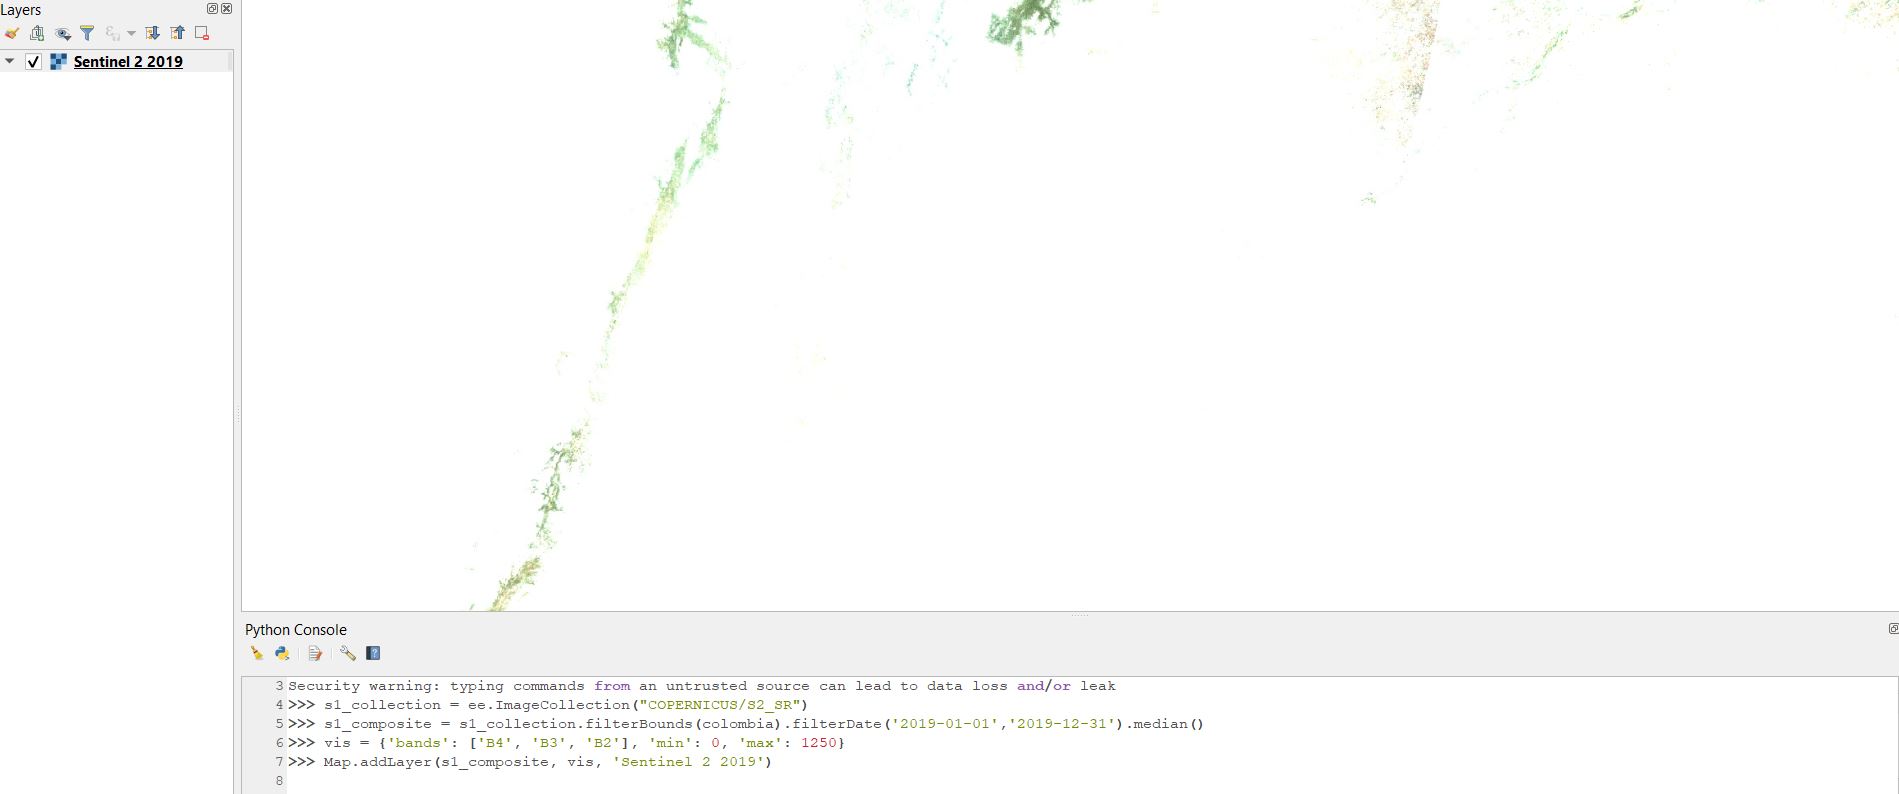 Layers
Sentinel 2 2019
Python Console
3 Security warning: typing commands from an untrusted source can lead to data loss and/or leak
4 >>> s1_collection = ee.ImageCollection("COPERNICUS/S2_SR")
5 >>> s1_composite = s1_collection.filterBounds(colombia).filterDate('2019-01-01','2019-12-31').median()
6 >>> vis = {'bands': ['B4', 'B3', 'B2'], 'min': 0, 'max': 1250}
7 >>> Map.addLayer(s1_composite, vis, 'Sentinel 2 2019')
8